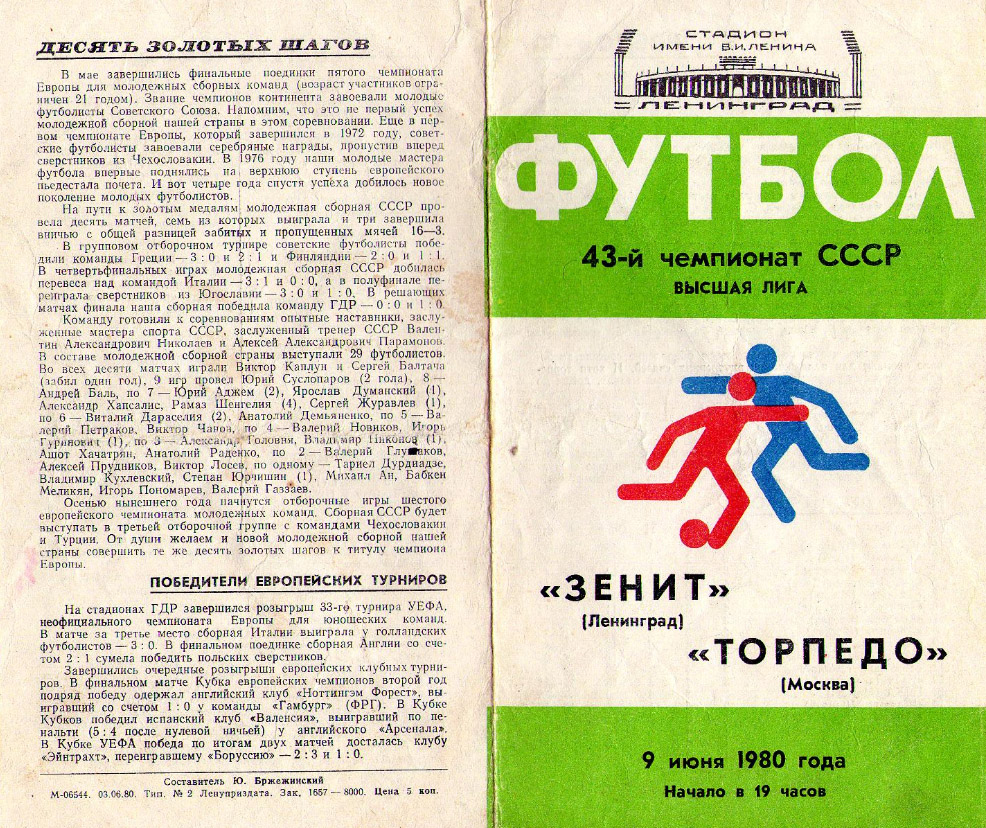 ДЕСЯТЬ ЗОЛОТЫХ ШАГОВ
В мае завершились финальные поединки пятого чемпионата
Европы для молодежных сборных команд (возраст участников огра-
ничен 21 годом). Звание чемпионов континента завоевали молодые
футболисты Советского Союза. Напомним, что это не первый успех
молодежной сборной нашей страны в этом соревновании. Еще в пер-
вом чемпионате Европы, который завершился в 1972 году, совет-
ские футболисты завоевали серебряные награды, пропустив вперед
сверстников из Чехословакии. В 1976 году наши молодые мастера
футбола впервые поднялись на верхнюю ступень европейского
пьедестала почета. И вот четыре года спустя успеха добилось новое
поколение молодых футболистов.
На пути к золотым медалям молодежная сборная СССР про-
вела десять матчей, семь из которых выиграла и три завершила
вничью с общей разницей забитых и пропущенных мячей 16—3.
В групповом отборочном турнире советские футболисты побе-
дили команды Греции — 3 : 0 и 2 : 1 и Финляндии — 2 : 0 и 1 : 1.
В четвертьфинальных играх молодежная сборная СССР добилась
перевеса над командой Италии — 3 : 1 и 0 : 0, а в полуфинале пе-
реиграла сверстников из Югославии — 3 : 0 и 1 : 0. В решающих
матчах финала наша сборная победила команду ГДР — 0 : 0 и 1 : 0.
Команду готовили к соревнованиям опытные наставники, заслу-
женные мастера спорта СССР, заслуженный тренер СССР Вален-
тин Александрович Николаев и Алексей Александрович Парамонов.
В составе молодежной сборной страны выступали 29 футболистов.
Во всех десяти матчах играли Виктор Каплун и Сергей Балтача
(забил один гол), 9 игр провел Юрий Суслопаров (2 гола), 8 —
Андрей Баль, по 7 — Юрий Аджем (2), Ярослав Думанский (1),
Александр Хапсалис, Рамаз Шенгелия (4), Сергей Журавлев (1),
по 6 — Виталий Дараселия (2), Анатолий Демьяненко, по 5 — Ва-
лерий Петраков, Виктор Чанов, по 4 — Валерий Новиков, Игорь
Гуринович (1), по 3 — Александр Головня, Владимир Никонов (1),
Ашот Хачатрян, Анатолий Раденко, по 2 — Валерий Глушаков,
Алексей Прудников, Виктор Лосев, по одному — Тариел Дурдиадзе,
Владимир Кухлевский, Степан Юрчишин (1), Михаил Ан, Бабкен
Меликян, Игорь Пономарев, Валерий Газзаев.
Осенью нынешнего года начнутся отборочные игры шестого
европейского чемпионата молодежных команд. Сборная СССР будет
выступать в третьей отборочной группе с командами Чехословакии
и Турции. От души желаем и новой молодежной сборной нашей
страны совершить те же десять золотых шагов к титулу чемпиона
Европы.
ПОБЕДИТЕЛИ ЕВРОПЕЙСКИХ ТУРНИРОВ
На стадионах ГДР завершился розыгрыш 33-го турнира УЕФА,
неофициального чемпионата Европы для юношеских команд.
В матче за третье место сборная Италии выиграла у голландских
футболистов — 3 : 0. В финальном поединке сборная Англии со сче-
том 2 : 1 сумела победить польских сверстников.
Завершились очередные розыгрыши европейских клубных турни-
ров. В финальном матче Кубка европейских чемпионов второй год
подряд победу одержал английский клуб «Ноттингэм Форест», вы-
игравший со счетом 1 : 0 у команды «Гамбург» (ФРГ). В Кубке
Кубков победил испанский клуб «Валенсия», выигравший по пе-
нальти (5 : 4 после нулевой ничьей) у английского «Арсенала».
В Кубке УЕФА победа по итогам двух матчей досталась клубу
«Эйнтрахт», переигравшему «Боруссию» — 2 : 3 и 1 : 0.
Составитель Ю. Бржежинский
М-06544. 03.06.80. Тип. № 2 Ленуприздата. Зак. 1657 — 8000. Цена 5 коп.
СТАДИОН
ИМЕНИ В.И.ЛЕНИНА
ЛЕНИНГРАД
ФУТБОЛ
43-й чемпионат СССР
ВЫСШАЯ ЛИГА
«ЗЕНИТ»
(Ленинград)
«ТОРПЕДО»
(Москва)
9 июня 1980 года
Начало в 19 часов